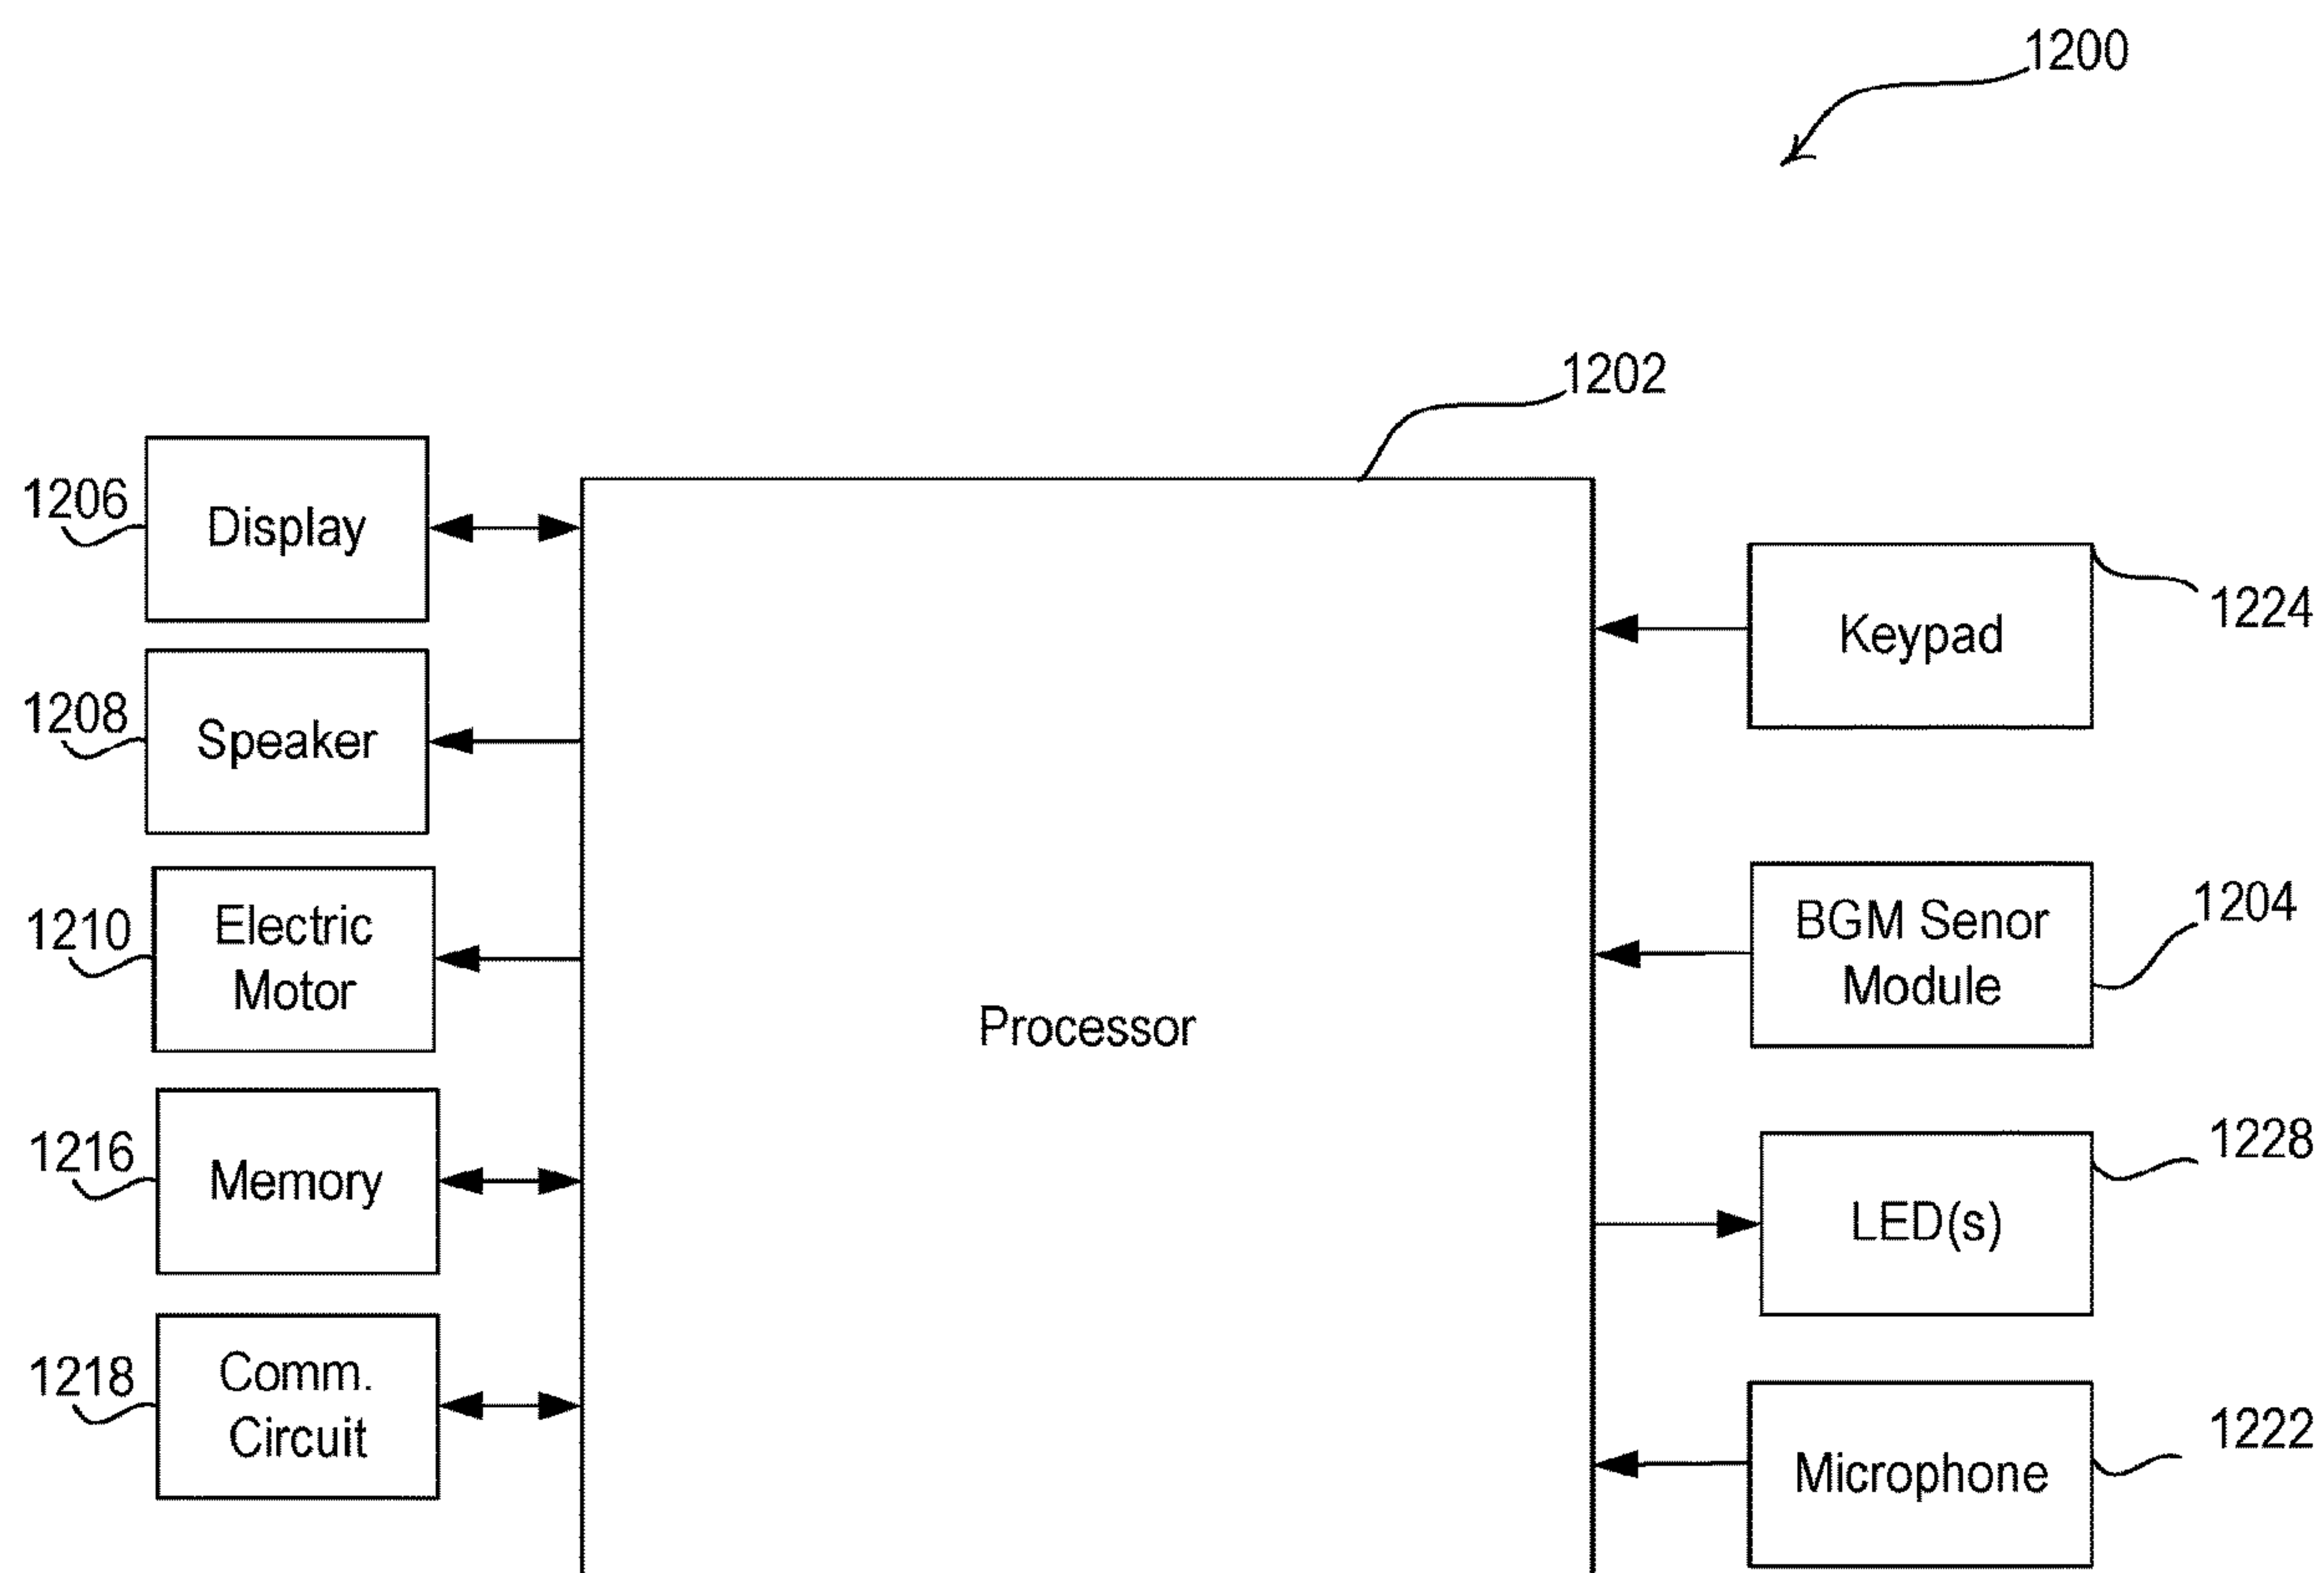 1200
1202
1206
Display
1208
Speaker
1210
Electric
Motor
1216
Memory
1218
Comm.
Circuit
Processor
Keypad
1224
BGM Senor
Module
1204
LED(s)
1228
Microphone
1222